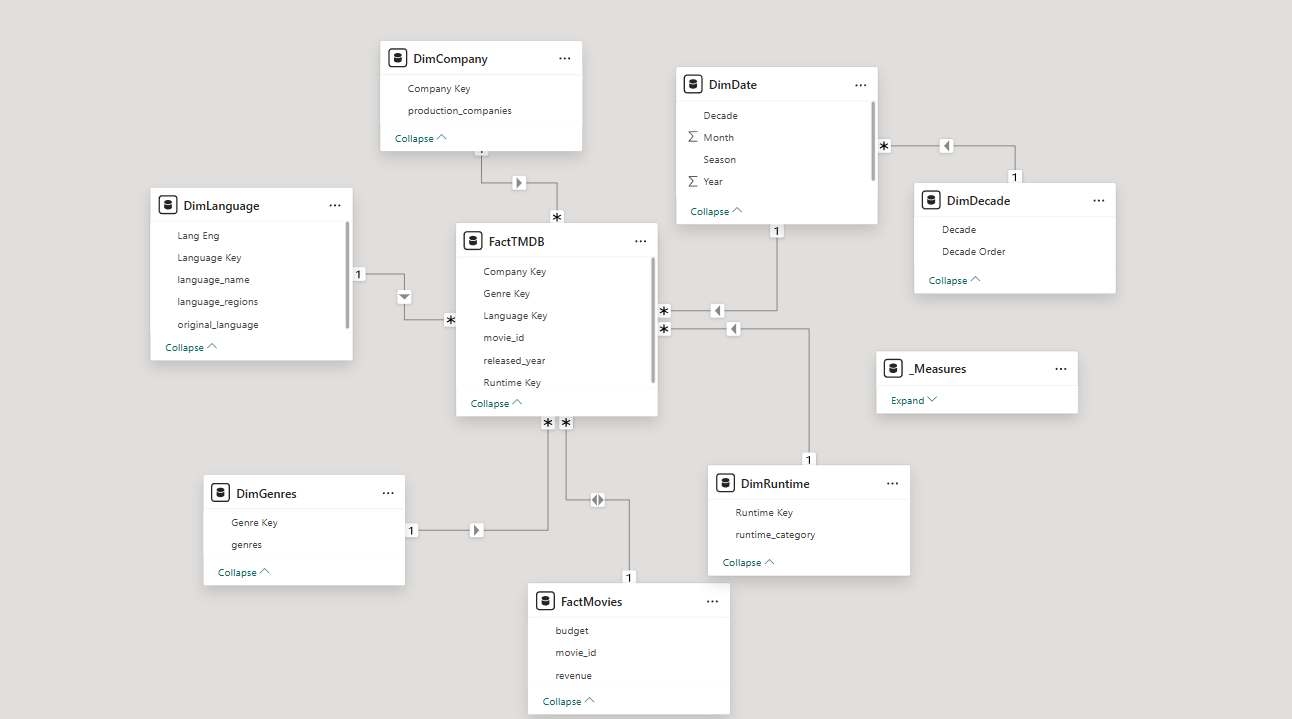 DimCompany
Company Key
production_companies
Collapse
DimDate
Decade
Month
Season
Year
Collapse
*
1
DimDecade
Decade
Decade Order
Collapse
DimLanguage
Lang Eng
Language Key
language_name
language_regions
original_language
Collapse
1
*
*
FactTMDB
Company Key
Genre Key
Language Key
movie_id
released_year
Runtime Key
Collapse
1
*
*
_Measures
Expand
*
*
1
DimGenres
Genre Key
genres
Collapse
1
DimRuntime
Runtime Key
runtime_category
Collapse
1
FactMovies
budget
movie_id
revenue
Collapse